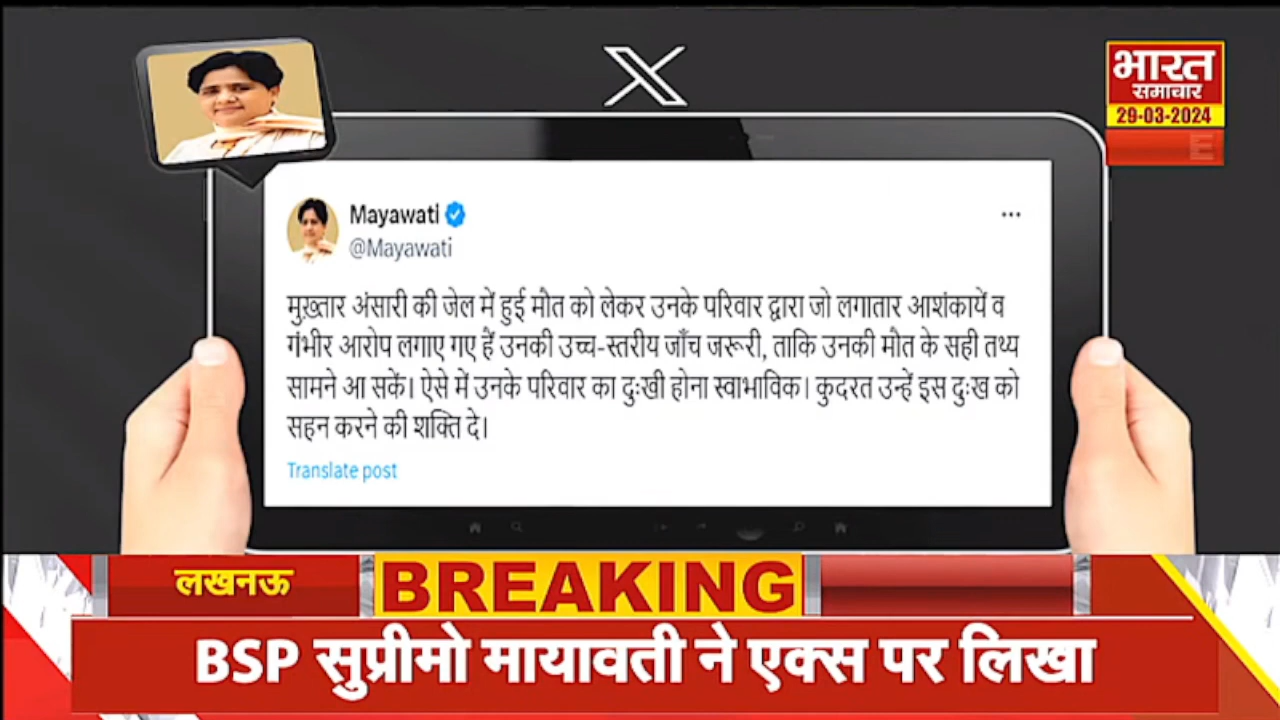 भारत
समाचार
29-03-2024
Mayawati
@Mayawati
मुख़्तार अंसारी की जेल में हुई मौत को लेकर उनके परिवार द्वारा जो लगातार आशंकायें व
गंभीर आरोप लगाए गए हैं उनकी उच्च-स्तरीय जाँच जरूरी, ताकि उनकी मौत के सही तथ्य
सामने आ सकें। ऐसे में उनके परिवार का दुःखी होना स्वाभाविक। कुदरत उन्हें इस दुःख को
सहन करने की शक्ति दे।
Translate post
लखनऊ
BREAKING
BSP सुप्रीमो मायावती ने एक्स पर लिखा